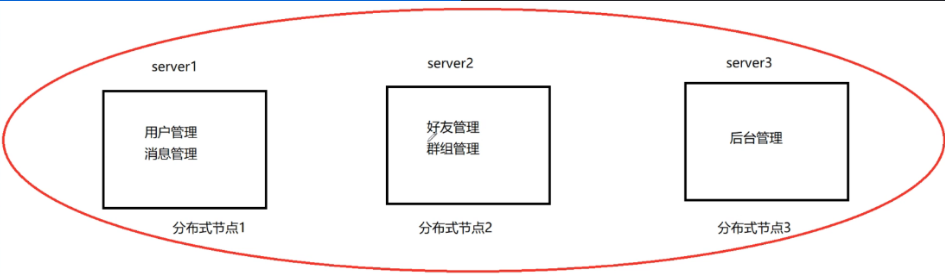 server1
server2
server3
用户管理
消息管理
好友管理
群组管理
后台管理
分布式节点1
分布式节点2
分布式节点3